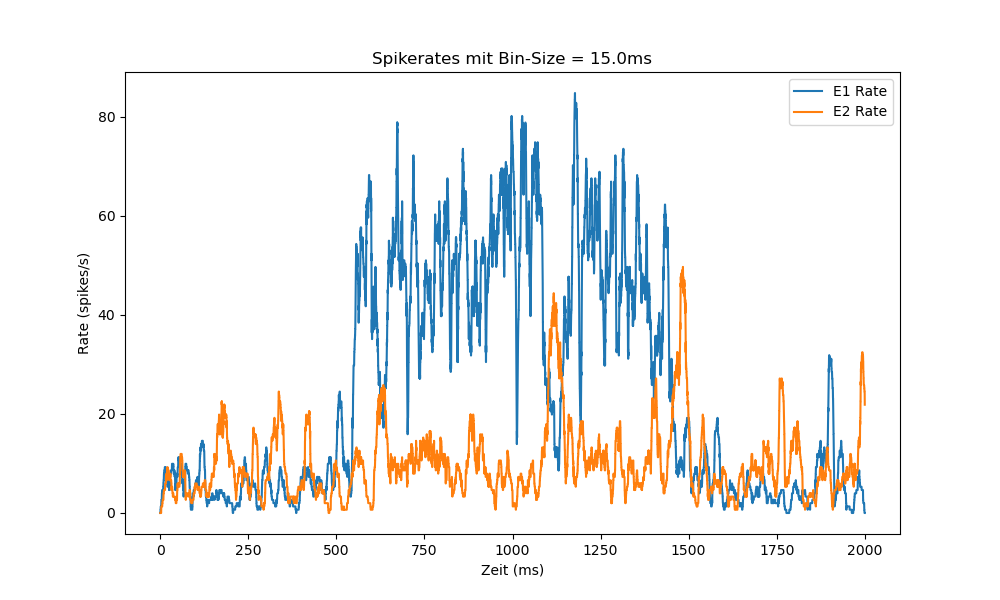 Spikerates mit Bin-Size = 15.0ms
E1 Rate
E2 Rate
80
60
40
20
0
Rate (spikes/s)
0 250 500 750 1000 1250 1500 1750 2000
Zeit (ms)